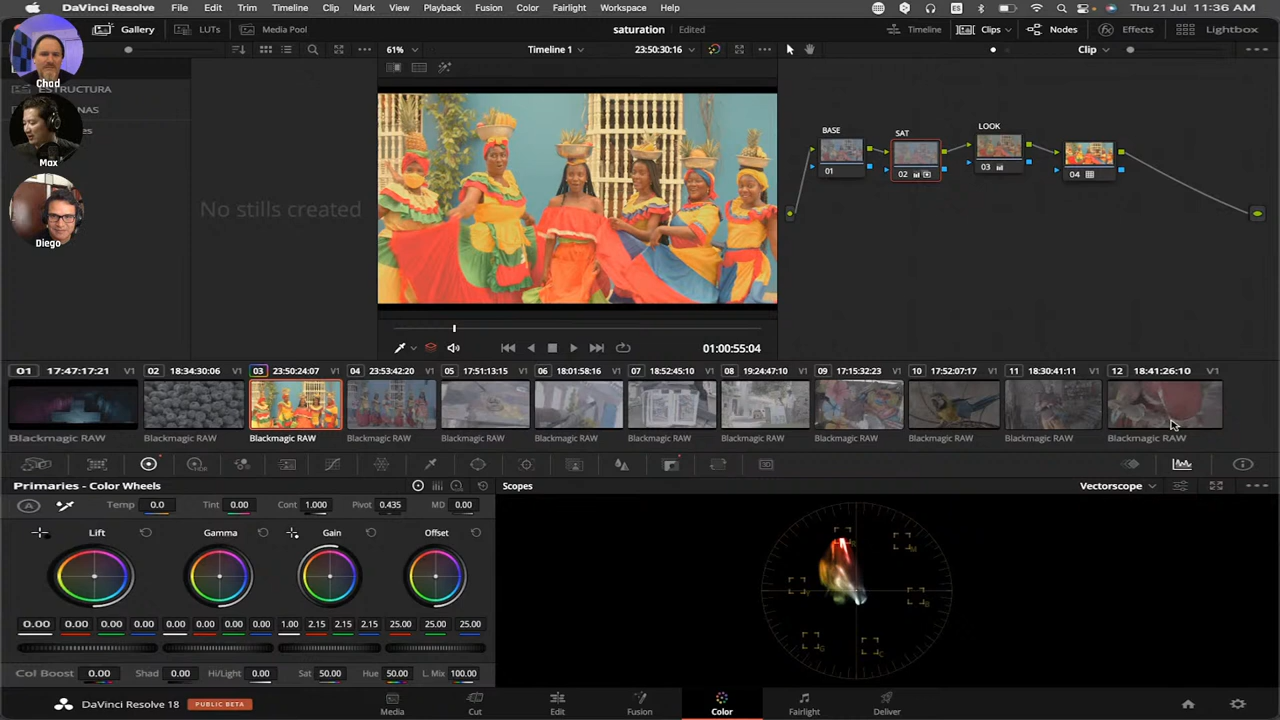 DaVinci Resolve File Edit Trim Timeline Clip Mark View Playback Fusion Color Fairlight Workspace Help Thu 21 Jul 11:36 AM
Gallery LUTs Media Pool saturation Edited Timeline Clips Nodes Effects Lightbox
61% Timeline 1 23:50:30:16 Clip
Chad
ESTRUCTURA
NAS
es
Max
Diego
No stills created
BASE SAT LOOK
01 02 03 04
01:00:55:04
01 17:47:17:21 V1 02 18:34:30:06 V1 03 23:50:24:07 V1 04 23:53:42:20 V1 05 17:51:13:15 V1 06 18:01:58:16 V1 07 18:52:45:10 V1 08 19:24:47:10 V1 09 17:15:32:23 V1 10 17:52:07:17 V1 11 18:30:41:11 V1 12 18:41:26:10 V1
Blackmagic RAW Blackmagic RAW Blackmagic RAW Blackmagic RAW Blackmagic RAW Blackmagic RAW Blackmagic RAW Blackmagic RAW Blackmagic RAW Blackmagic RAW Blackmagic RAW Blackmagic RAW
HDR
3D
Primaries - Color Wheels Scopes Vectorscope
A Temp 0.0 Tint 0.00 Cont 1.000 Pivot 0.435 MD 0.00
Lift Gamma Gain Offset
0.00 0.00 0.00 0.00 0.00 0.00 0.00 0.00 1.00 2.15 2.15 2.15 25.00 25.00 25.00
Col Boost 0.00 Shad 0.00 Hi/Light 0.00 Sat 50.00 Hue 50.00 L. Mix 100.00
R M Y B G C
DaVinci Resolve 18 PUBLIC BETA Media Cut Edit Fusion Color Fairlight Deliver